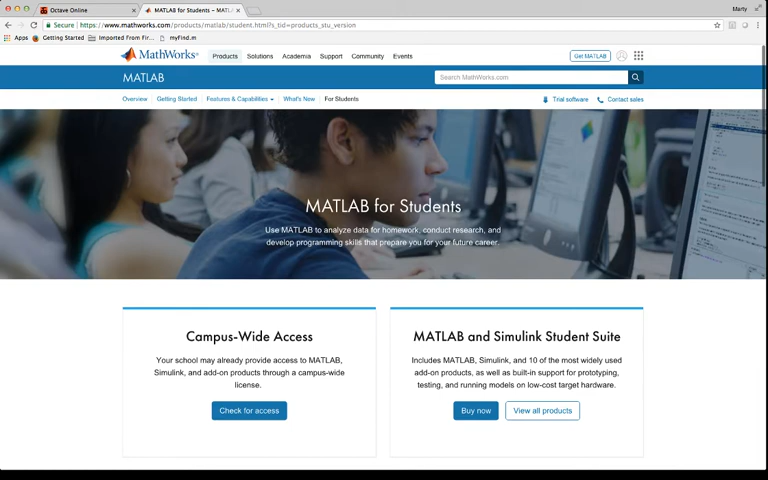 Octave Online
MATLAB for Students – MATL
Marty
Secure https://www.mathworks.com/products/matlab/student.html?s_tid=products_stu_version
Apps Getting Started Imported From Fir... myFind.m
MathWorks® Products Solutions Academia Support Community Events Get MATLAB
MATLAB Search MathWorks.com
Overview Getting Started Features & Capabilities What's New For Students Trial software Contact sales
MATLAB for Students
Use MATLAB to analyze data for homework, conduct research, and
develop programming skills that prepare you for your future career.
Campus-Wide Access
Your school may already provide access to MATLAB,
Simulink, and add-on products through a campus-wide
license.
Check for access
MATLAB and Simulink Student Suite
Includes MATLAB, Simulink, and 10 of the most widely used
add-on products, as well as built-in support for prototyping,
testing, and running models on low-cost target hardware.
Buy now View all products